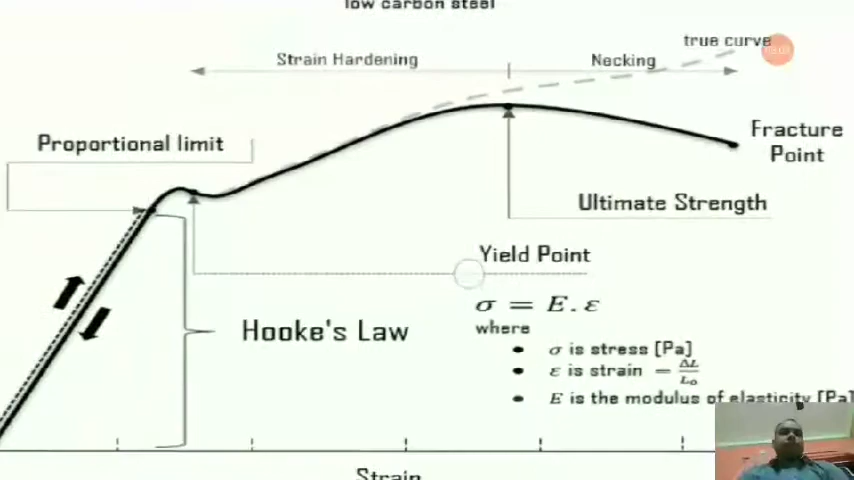 low carbon steel
true curve
Strain Hardening
Necking
Proportional limit
Fracture
Point
Ultimate Strength
Yield Point
σ = E . ε
Hooke's Law
where
• σ is stress [Pa]
• ε is strain = ΔL/L₀
• E is the modulus of elasticity [Pa]
Strain